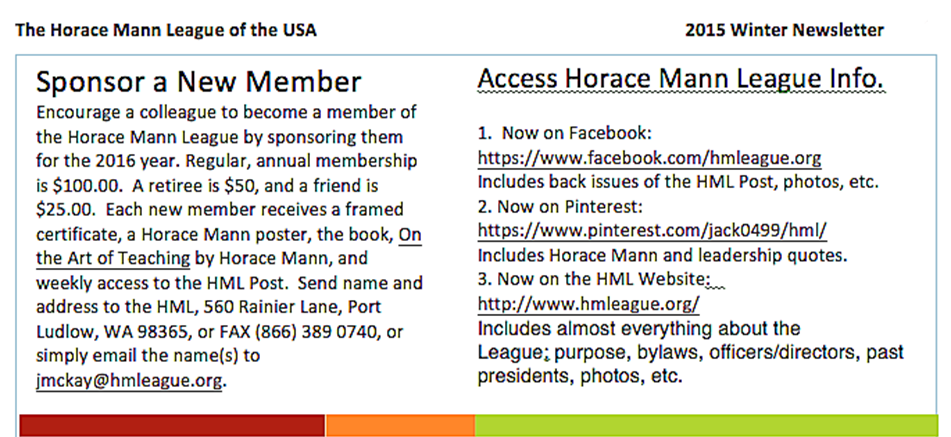 The Horace Mann League of the USA
2015 Winter Newsletter
Sponsor a New Member
Encourage a colleague to become a member of
the Horace Mann League by sponsoring them
for the 2016 year. Regular, annual membership
is $100.00.  A retiree is $50, and a friend is
$25.00.  Each new member receives a framed
certificate, a Horace Mann poster, the book, On
the Art of Teaching by Horace Mann, and
weekly access to the HML Post.  Send name and
address to the HML, 560 Rainier Lane, Port
Ludlow, WA 98365, or FAX (866) 389 0740, or
simply email the name(s) to
jmckay@hmleague.org.
Access Horace Mann League Info.
1.  Now on Facebook:
https://www.facebook.com/hmleague.org
Includes back issues of the HML Post, photos, etc.
2. Now on Pinterest:
https://www.pinterest.com/jack0499/hml/
Includes Horace Mann and leadership quotes.
3. Now on the HML Website:
http://www.hmleague.org/
Includes almost everything about the
League; purpose, bylaws, officers/directors, past
presidents, photos, etc.